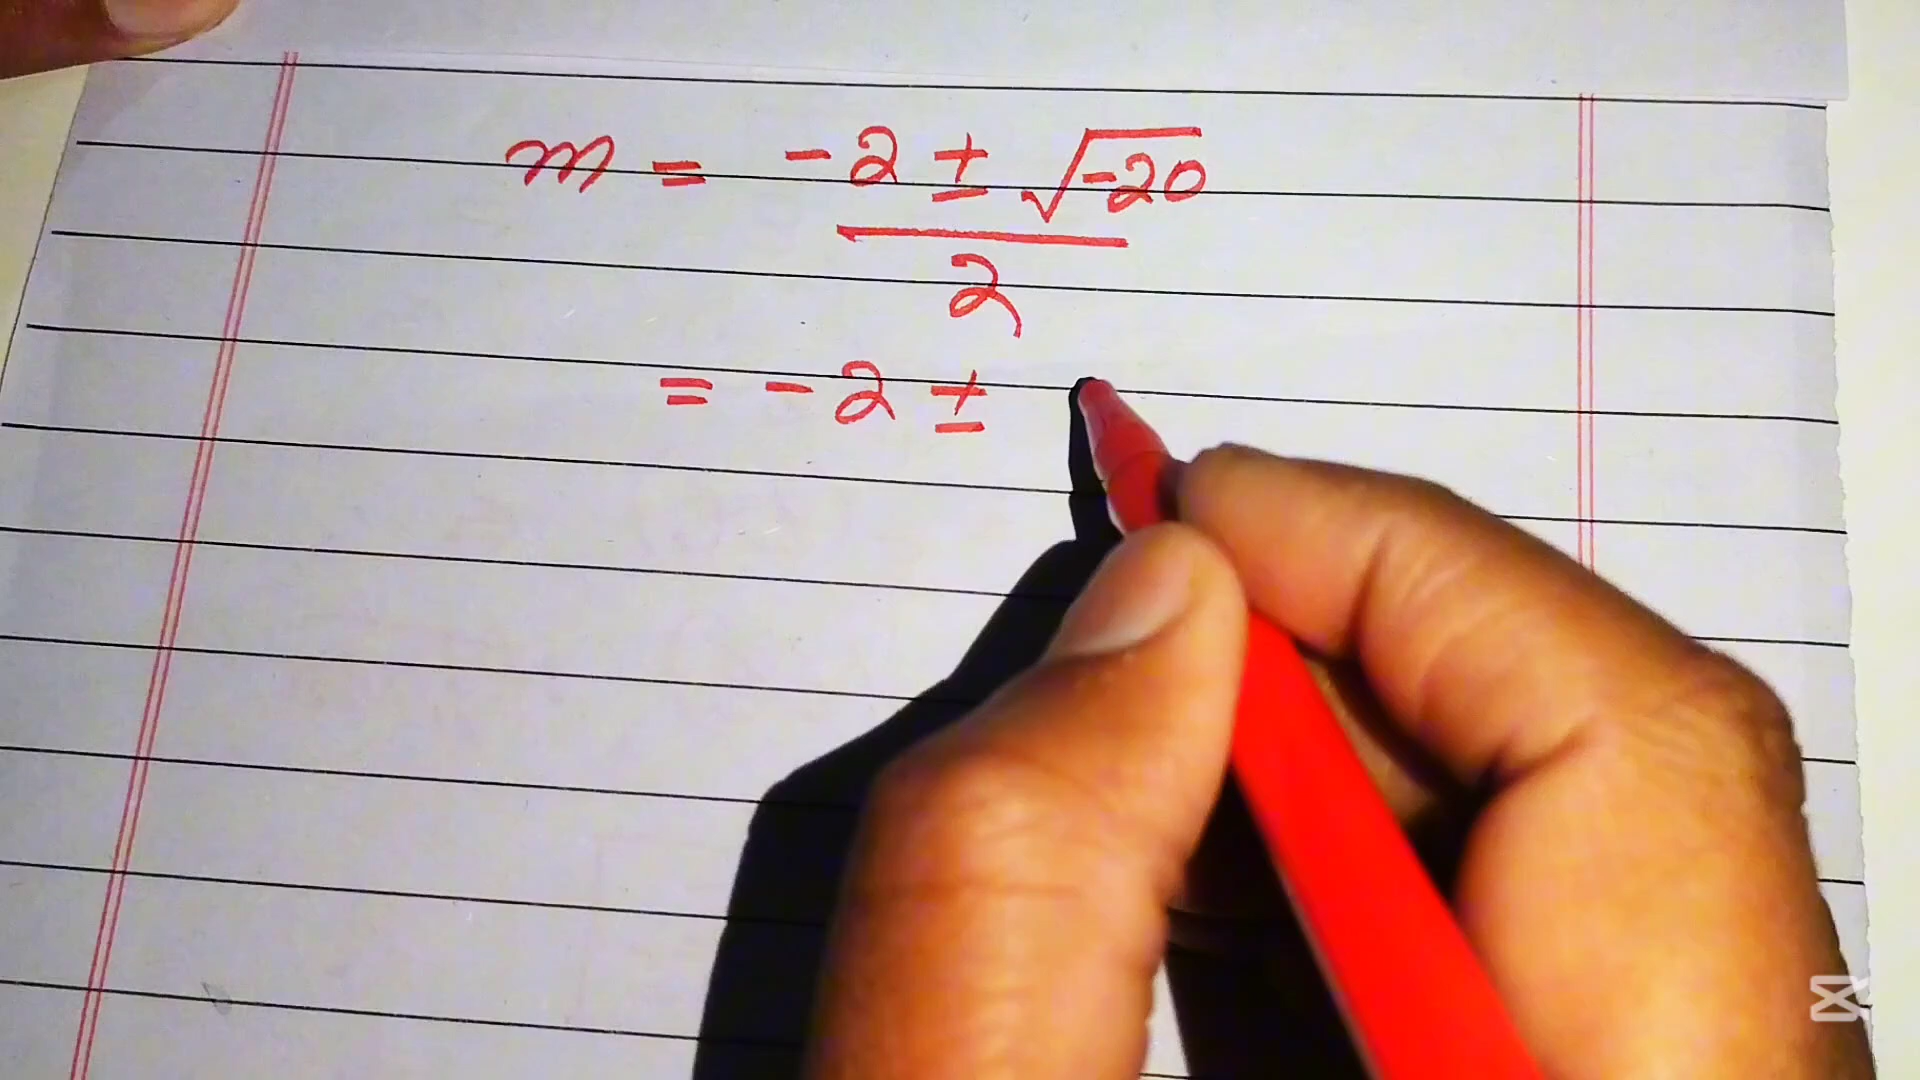 m = -2 ± √-20
2
= -2 ±